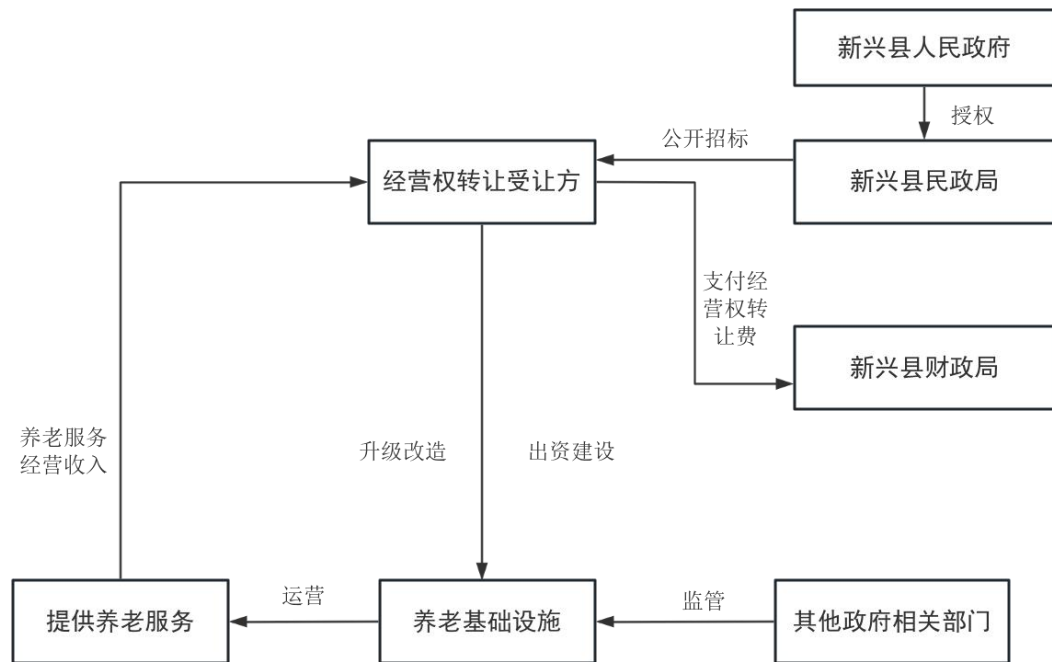 新兴县人民政府
授权
公开招标
经营权转让受让方
新兴县民政局
支付经
营权转
让费
新兴县财政局
养老服务
经营收入
升级改造
出资建设
提供养老服务
运营
养老基础设施
监管
其他政府相关部门